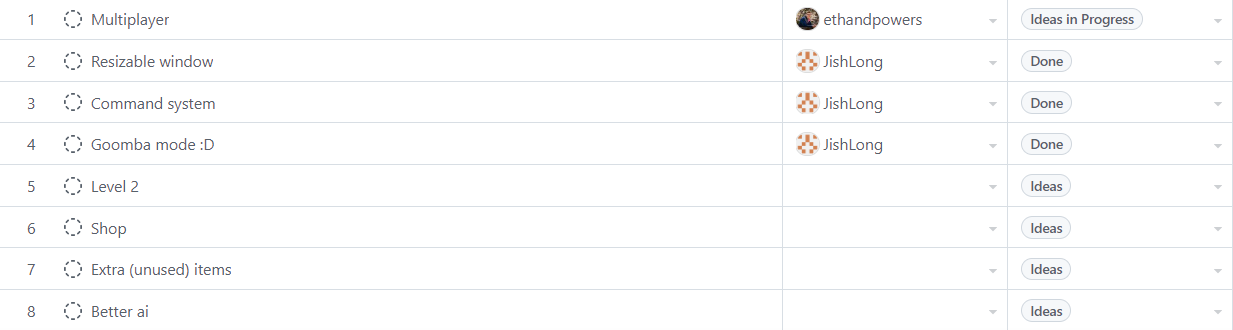 1 Multiplayer ethandpowers Ideas in Progress
2 Resizable window JishLong Done
3 Command system JishLong Done
4 Goomba mode :D JishLong Done
5 Level 2 Ideas
6 Shop Ideas
7 Extra (unused) items Ideas
8 Better ai Ideas